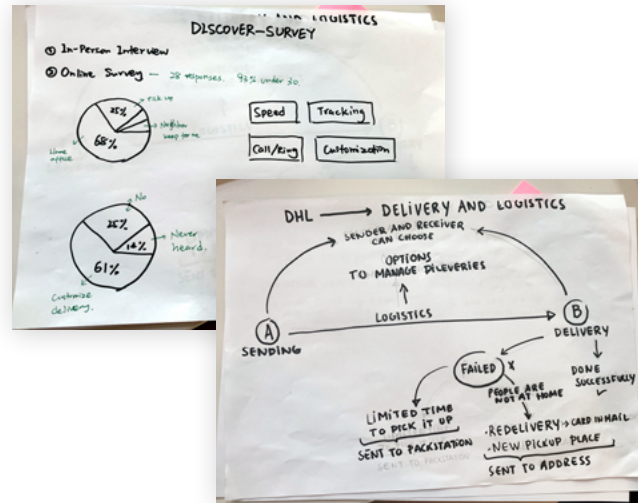 AND LOGISTICS
DISCOVER-SURVEY
① In-Person Interview
② Online Survey — 28 responses. 93% under 30.
25%
Pick up
Neighbor
keep for me
68%
Home
office
Speed
Tracking
Call/Ring
Customization
No
25%
Never
heard.
14%
61%
Customize
delivery.
DHL → DELIVERY AND LOGISTICS
SENDER AND RECEIVER
CAN CHOOSE
OPTIONS
TO MANAGE DILEVERIES
LOGISTICS
A
SENDING
B
DELIVERY
FAILED X
DONE
SUCCESSFULLY
✓
PEOPLE ARE
NOT AT HOME
LIMITED TIME
TO PICK IT UP
SENT TO PACKSTATION
SENT TO PACKSTATION
·REDELIVERY → CARD IN MAIL
·NEW PICKUP PLACE
SENT TO ADDRESS